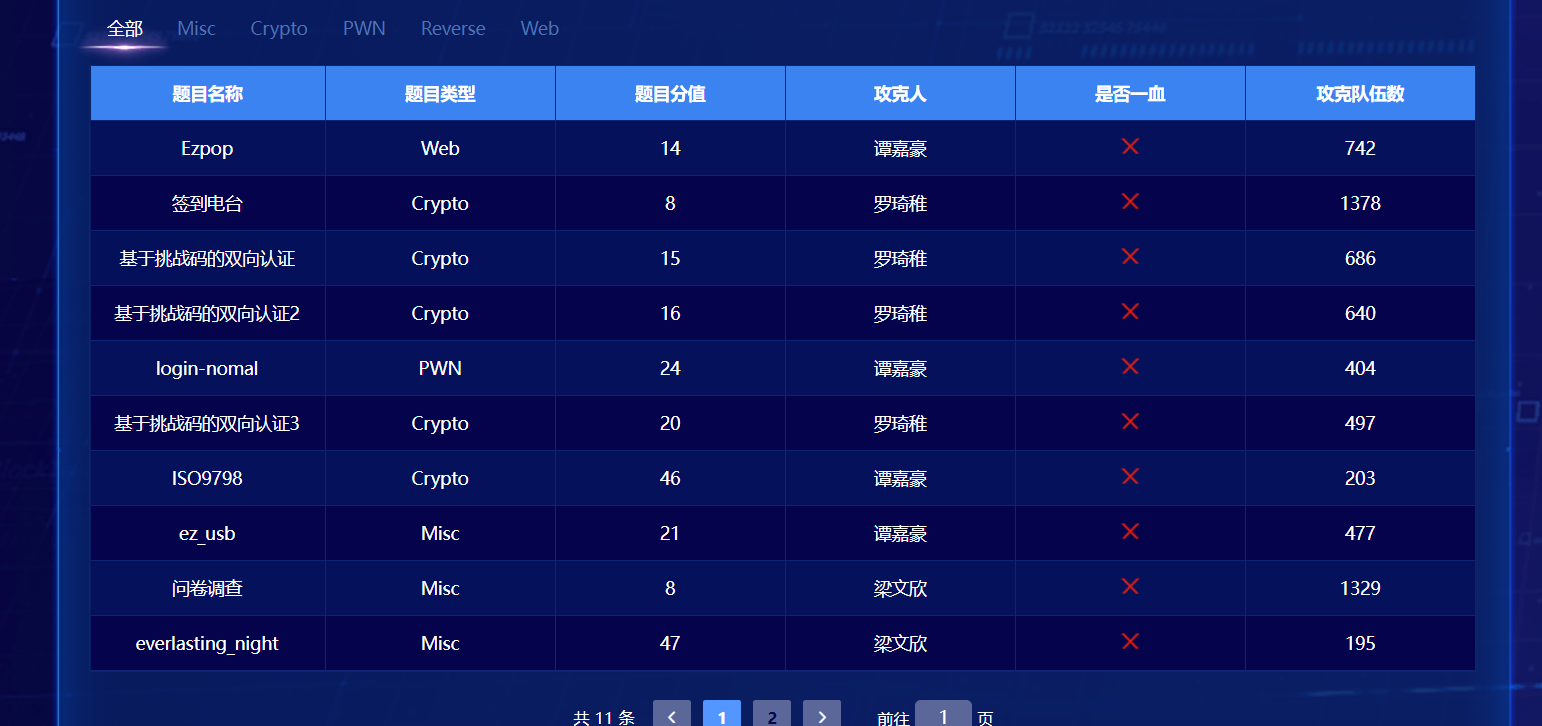 全部 Misc Crypto PWN Reverse Web
题目名称 题目类型 题目分值 攻克人 是否一血 攻克队伍数
Ezpop Web 14 谭嘉豪 742
签到电台 Crypto 8 罗琦稚 1378
基于挑战码的双向认证 Crypto 15 罗琦稚 686
基于挑战码的双向认证2 Crypto 16 罗琦稚 640
login-nomal PWN 24 谭嘉豪 404
基于挑战码的双向认证3 Crypto 20 罗琦稚 497
ISO9798 Crypto 46 谭嘉豪 203
ez_usb Misc 21 谭嘉豪 477
问卷调查 Misc 8 梁文欣 1329
everlasting_night Misc 47 梁文欣 195
共 11 条 1 2 前往 1 页